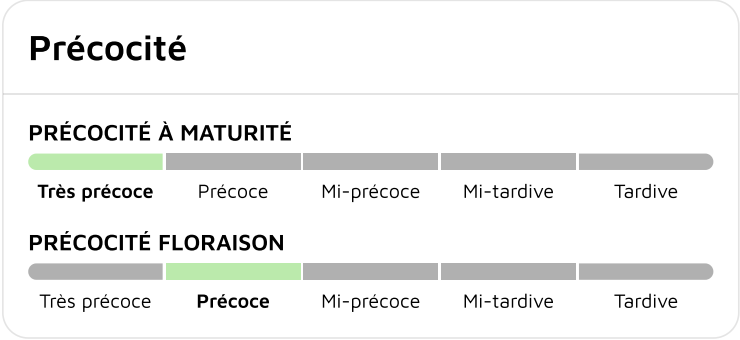 Précocité
PRÉCOCITÉ À MATURITÉ
Très précoce Précoce Mi-précoce Mi-tardive Tardive
PRÉCOCITÉ FLORAISON
Très précoce Précoce Mi-précoce Mi-tardive Tardive